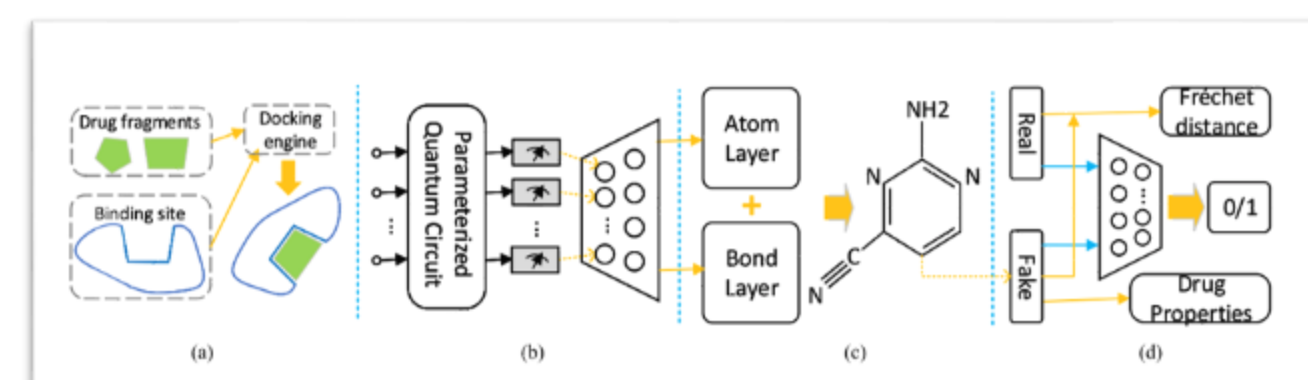 Drug fragments
Docking
engine
Binding site
(a)
Parameterized
Quantum Circuit
...
...
...
(b)
Atom
Layer
+
Bond
Layer
NH2
N
N
C
N
(c)
Real
Fake
...
Fréchet
distance
0/1
Drug
Properties
(d)